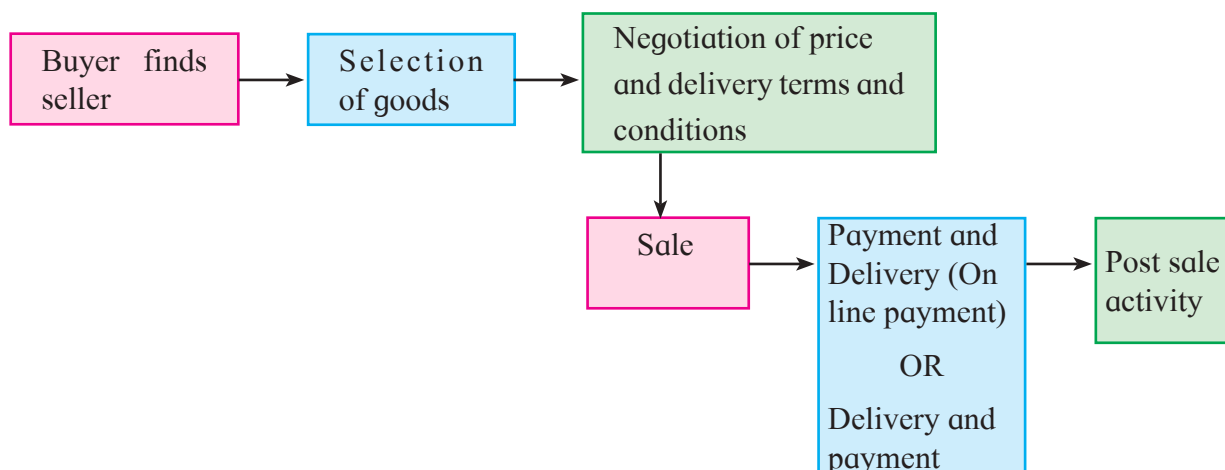 Buyer finds
seller
Selection
of goods
Negotiation of price
and delivery terms and
conditions
Sale
Payment and
Delivery (On
line payment)
OR
Delivery and
payment
Post sale
activity